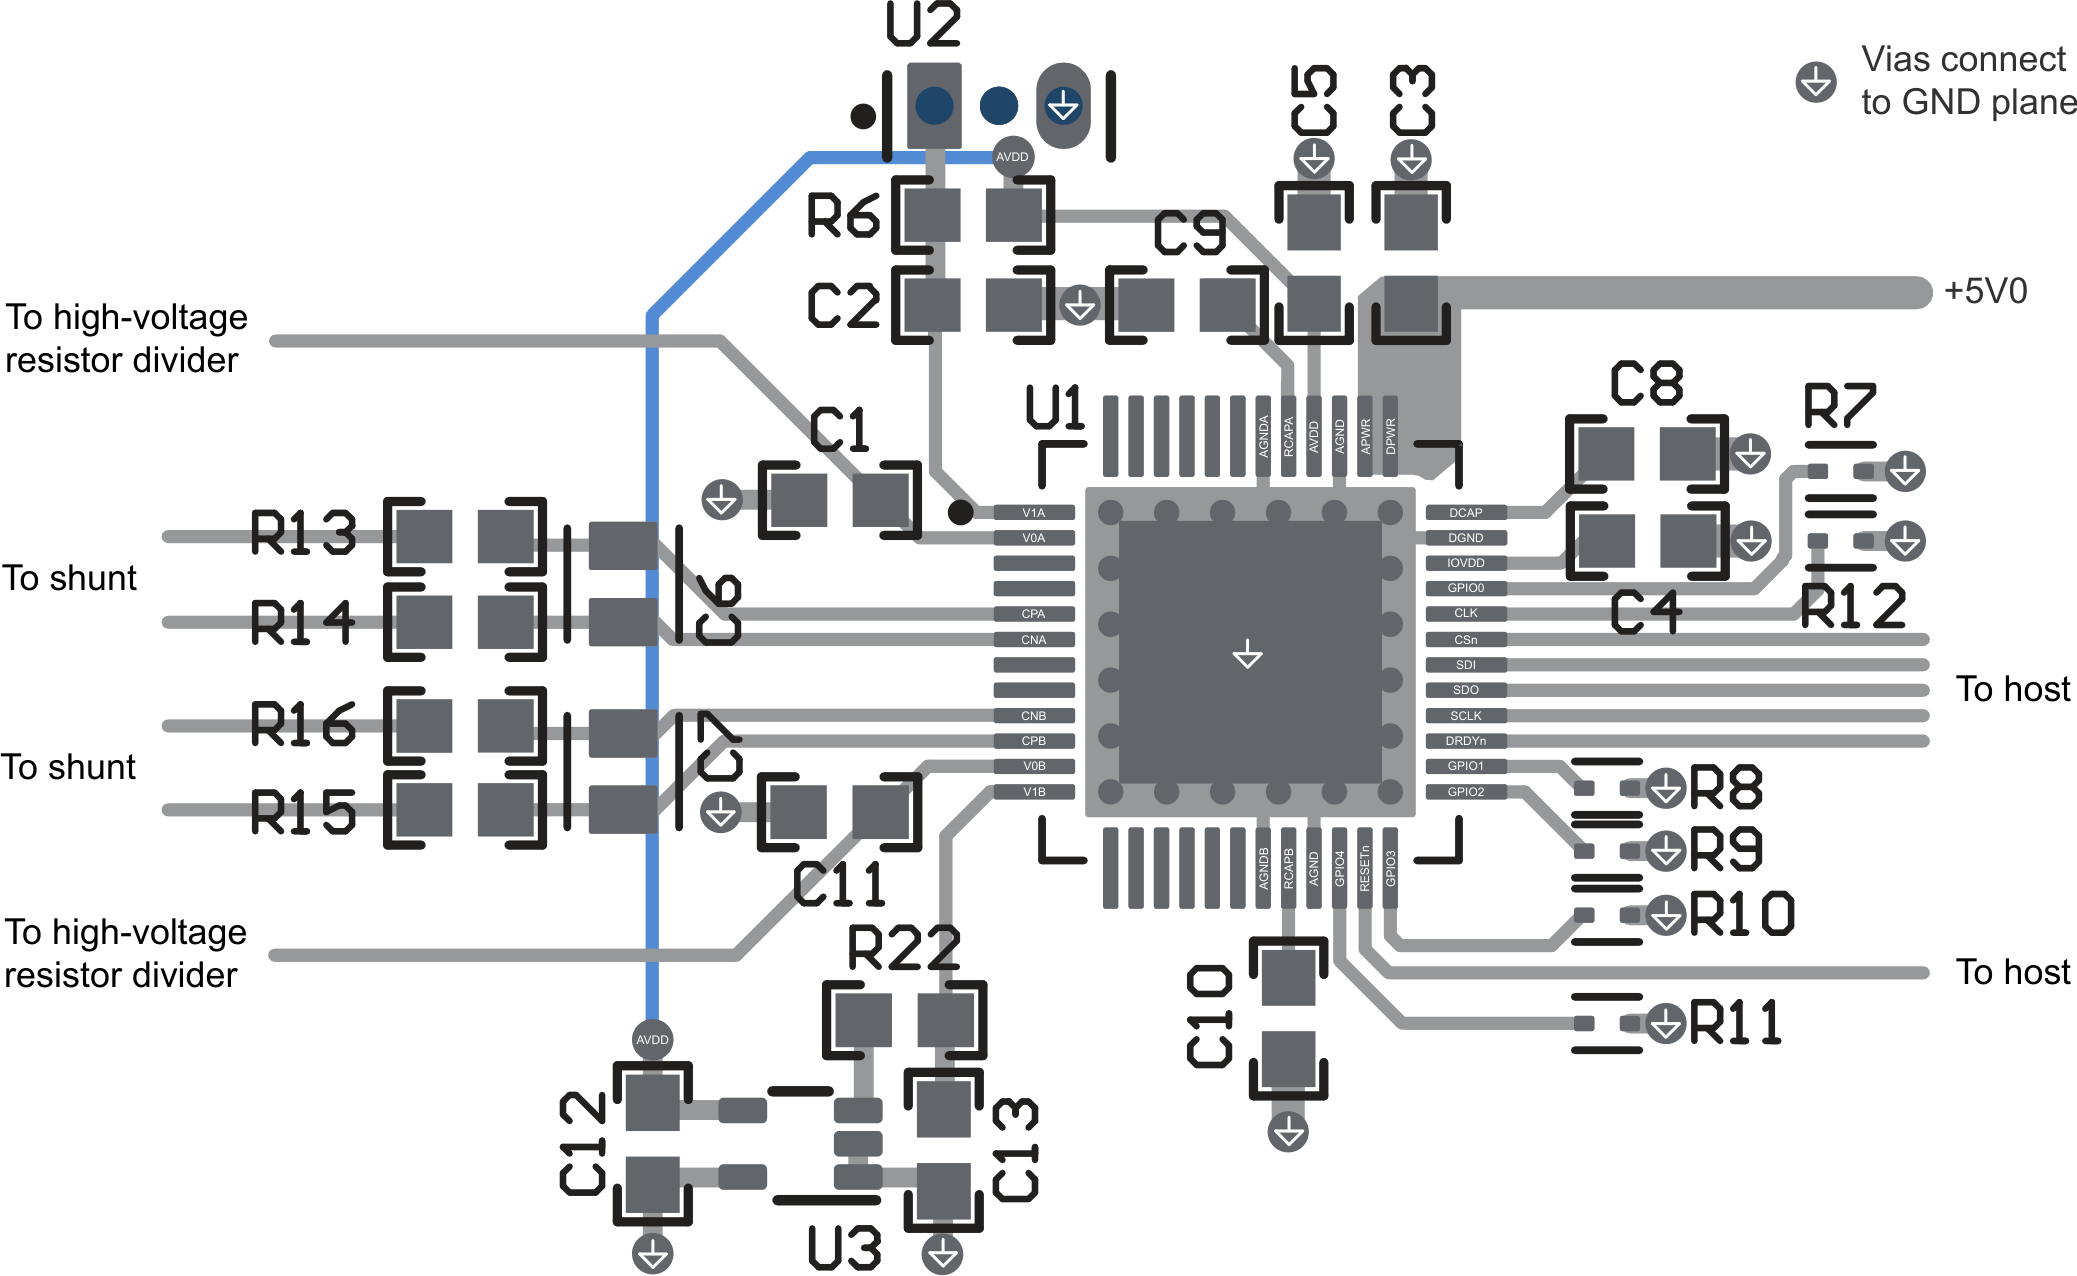 U2
Vias connect
to GND plane
C5
C3
AVDD
R6
C9
C2
+5V0
To high-voltage
resistor divider
C1
U1
C8
R7
AGNDA
RCAPA
AVDD
AGND
APWR
DPWR
R13
V1A
V0A
DCAP
DGND
IOVDD
GPIO0
To shunt
R14
C6
CPA
CNA
CLK
CSn
C4
R12
SDI
SDO
SCLK
DRDYn
To host
R16
C7
CNB
CPB
To shunt
R15
V0B
V1B
GPIO1
GPIO2
R8
R9
C11
AGNDB
RCAPB
AGND
GPIO4
RESETn
GPIO3
R10
To high-voltage
resistor divider
R22
To host
C10
R11
AVDD
C12
C13
U3